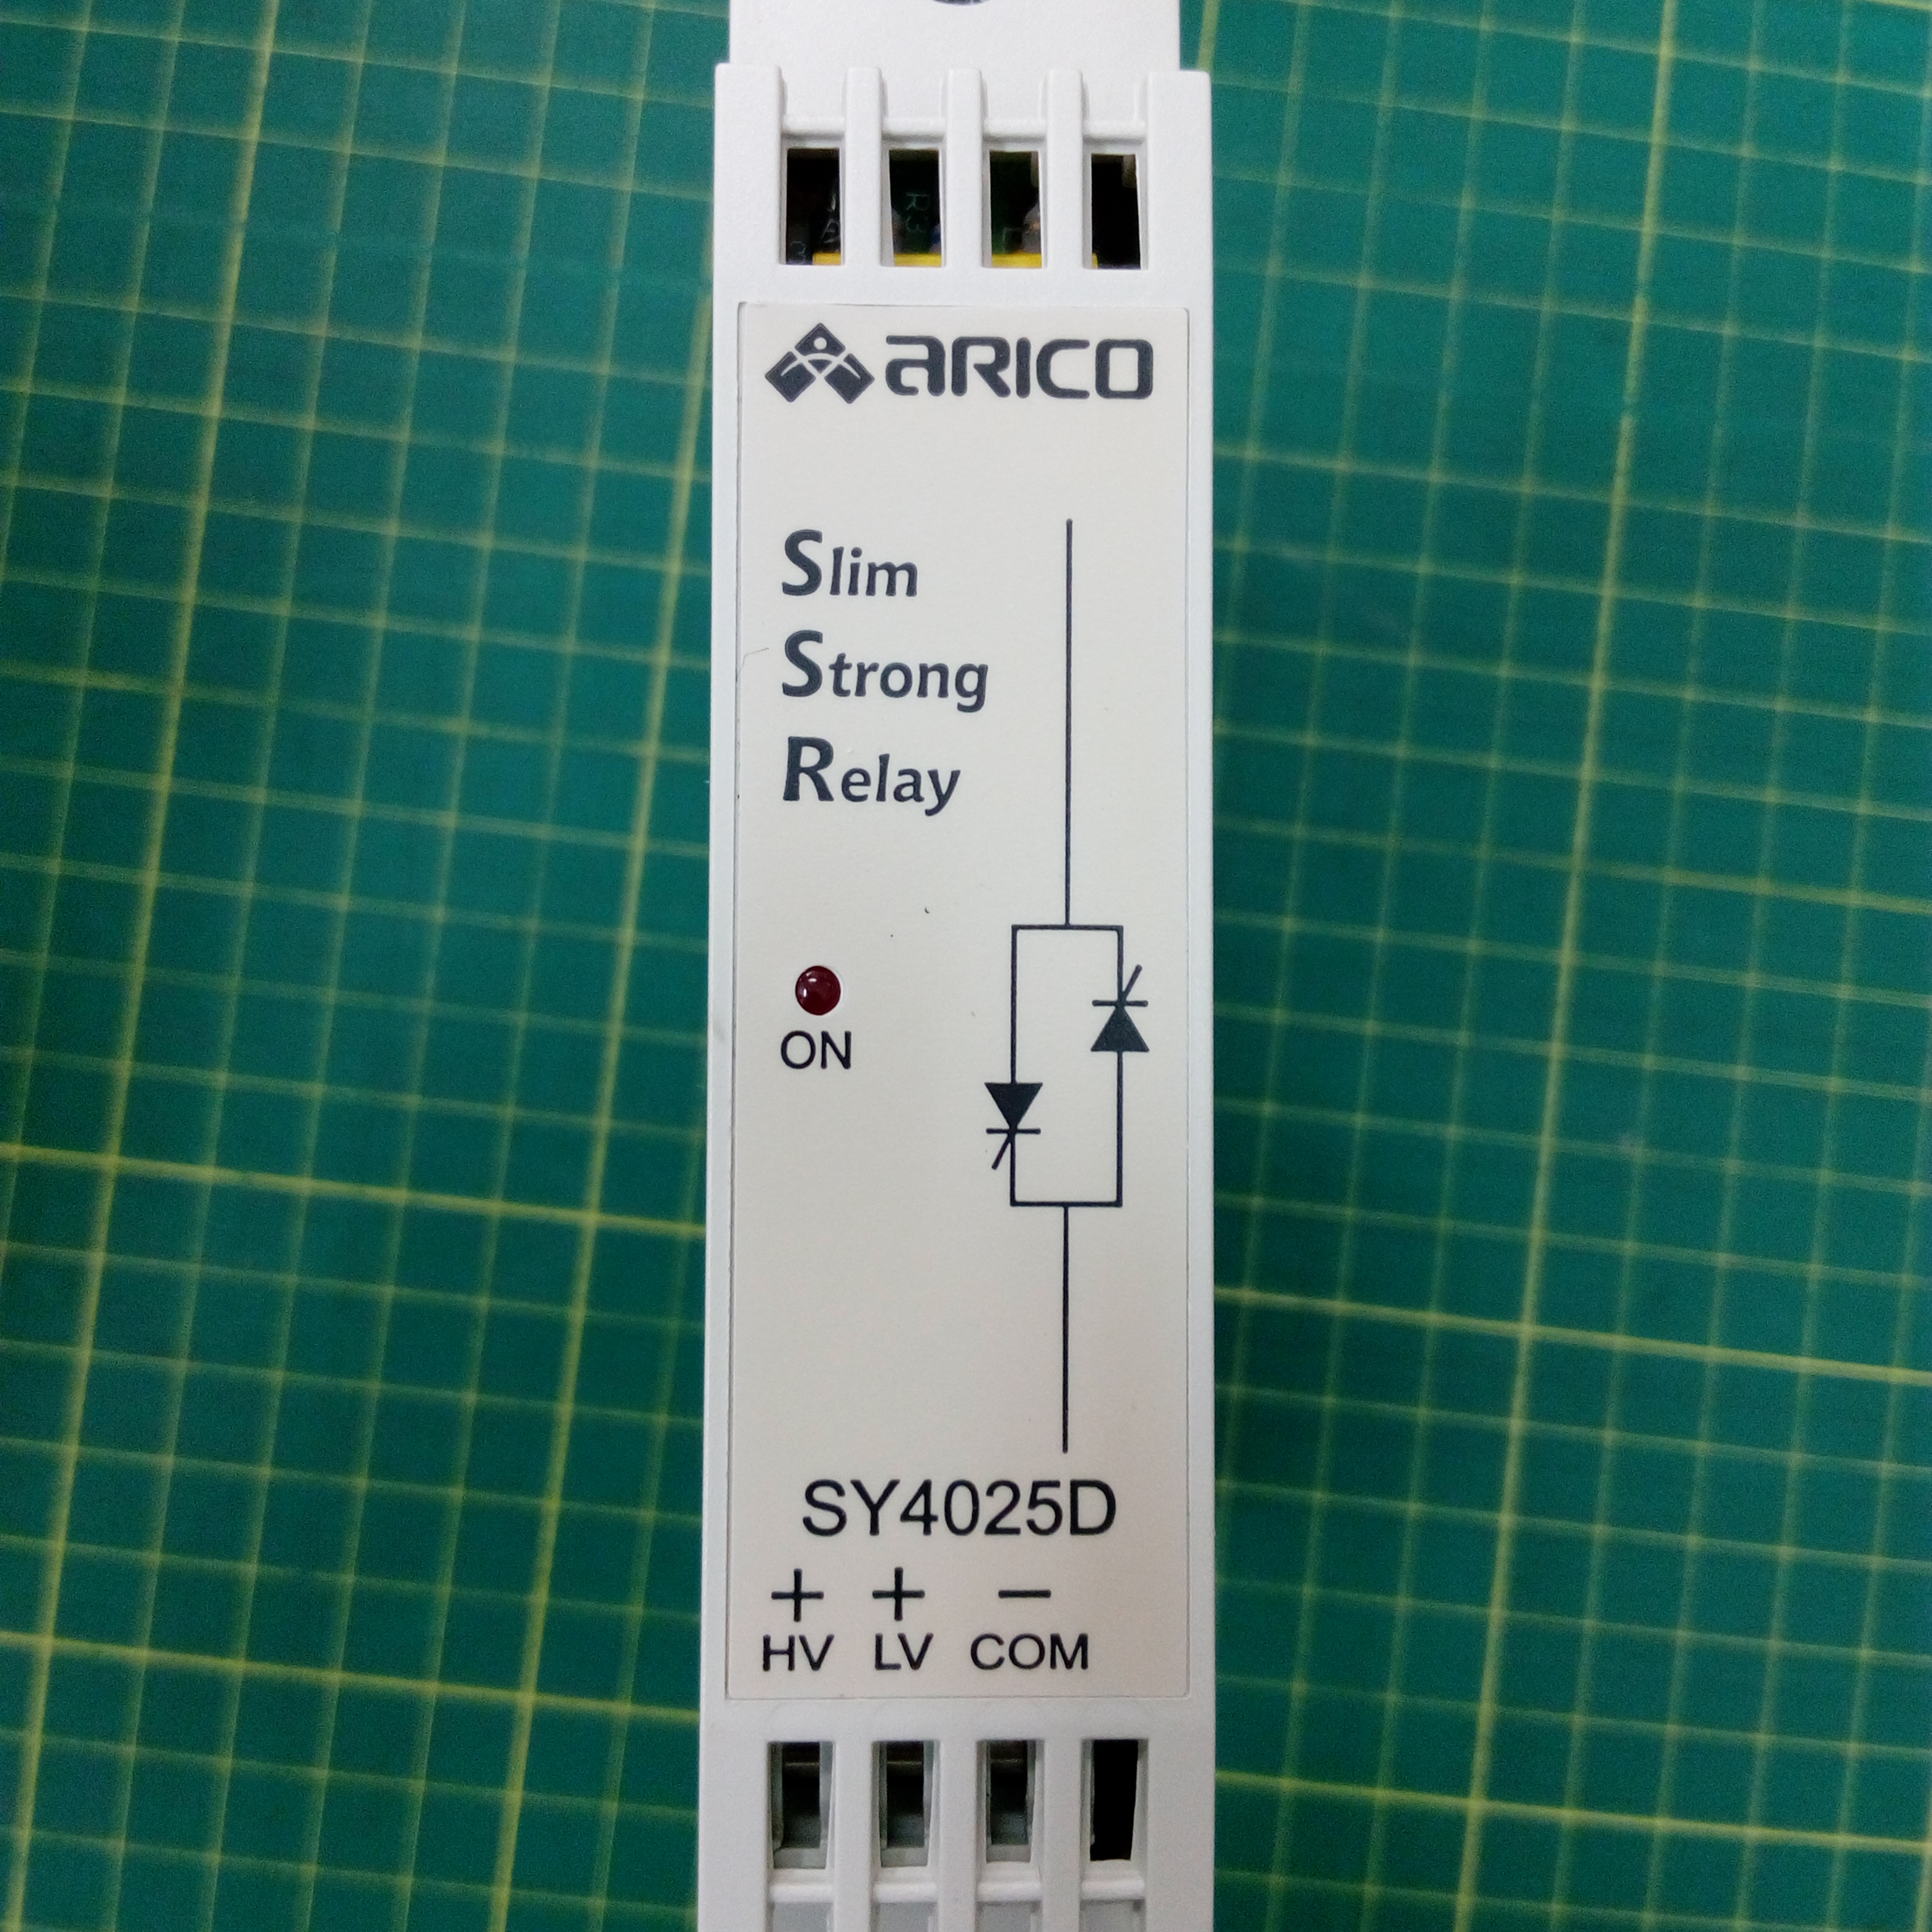 ARICO
Slim
Strong
Relay
ON
SY4025D
+ + −
HV LV COM